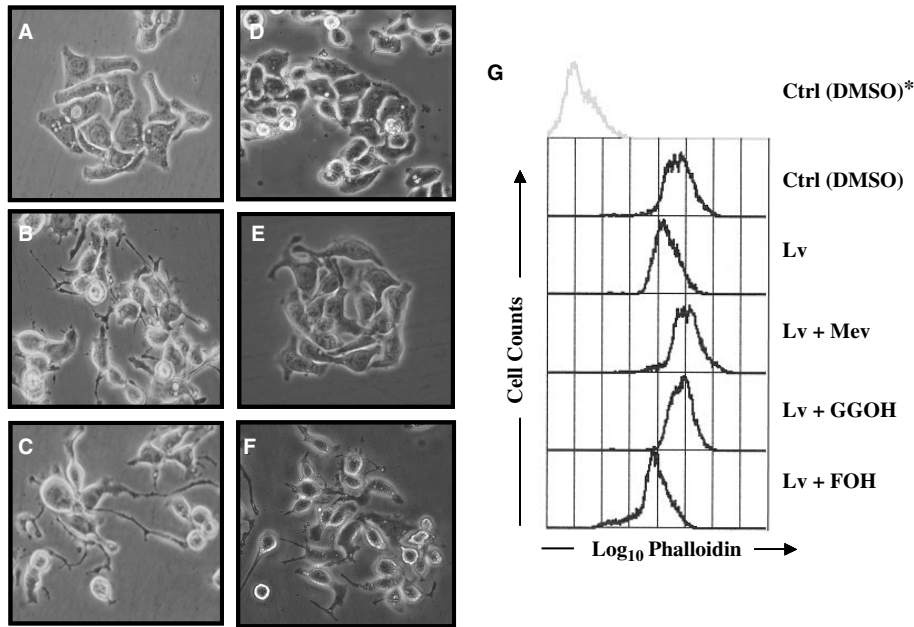 A
B
C
D
E
F
G
Ctrl (DMSO)*
Ctrl (DMSO)
Lv
Lv + Mev
Lv + GGOH
Lv + FOH
Cell Counts
Log10 Phalloidin